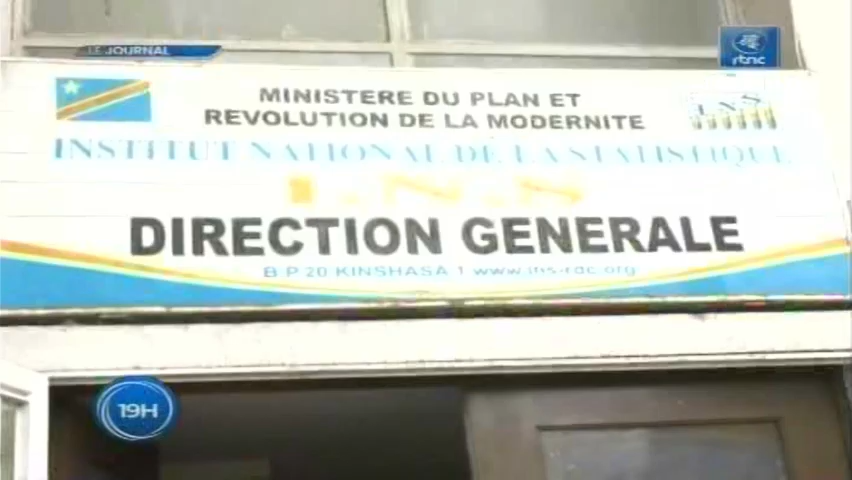 LE JOURNAL
rtnc
MINISTERE DU PLAN ET
REVOLUTION DE LA MODERNITE
INS
INSTITUT NATIONAL DE LA STATISTIQUE
I.N.S
DIRECTION GENERALE
B P 20 KINSHASA 1 www.ins-rdc.org
19H